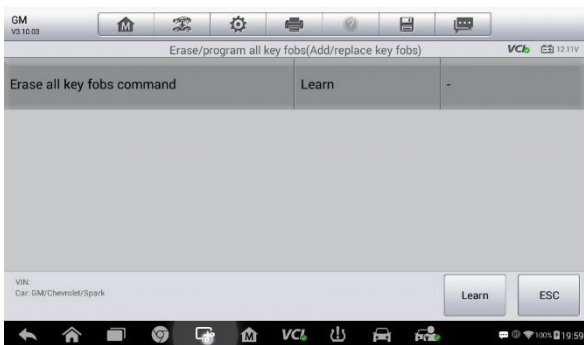 GM
V3.10.03
Erase/program all key fobs(Add/replace key fobs)
VCI 12.11V
Erase all key fobs command Learn -
VIN:
Car: GM/Chevrolet/Spark
Learn ESC
VCI 100% 19:59